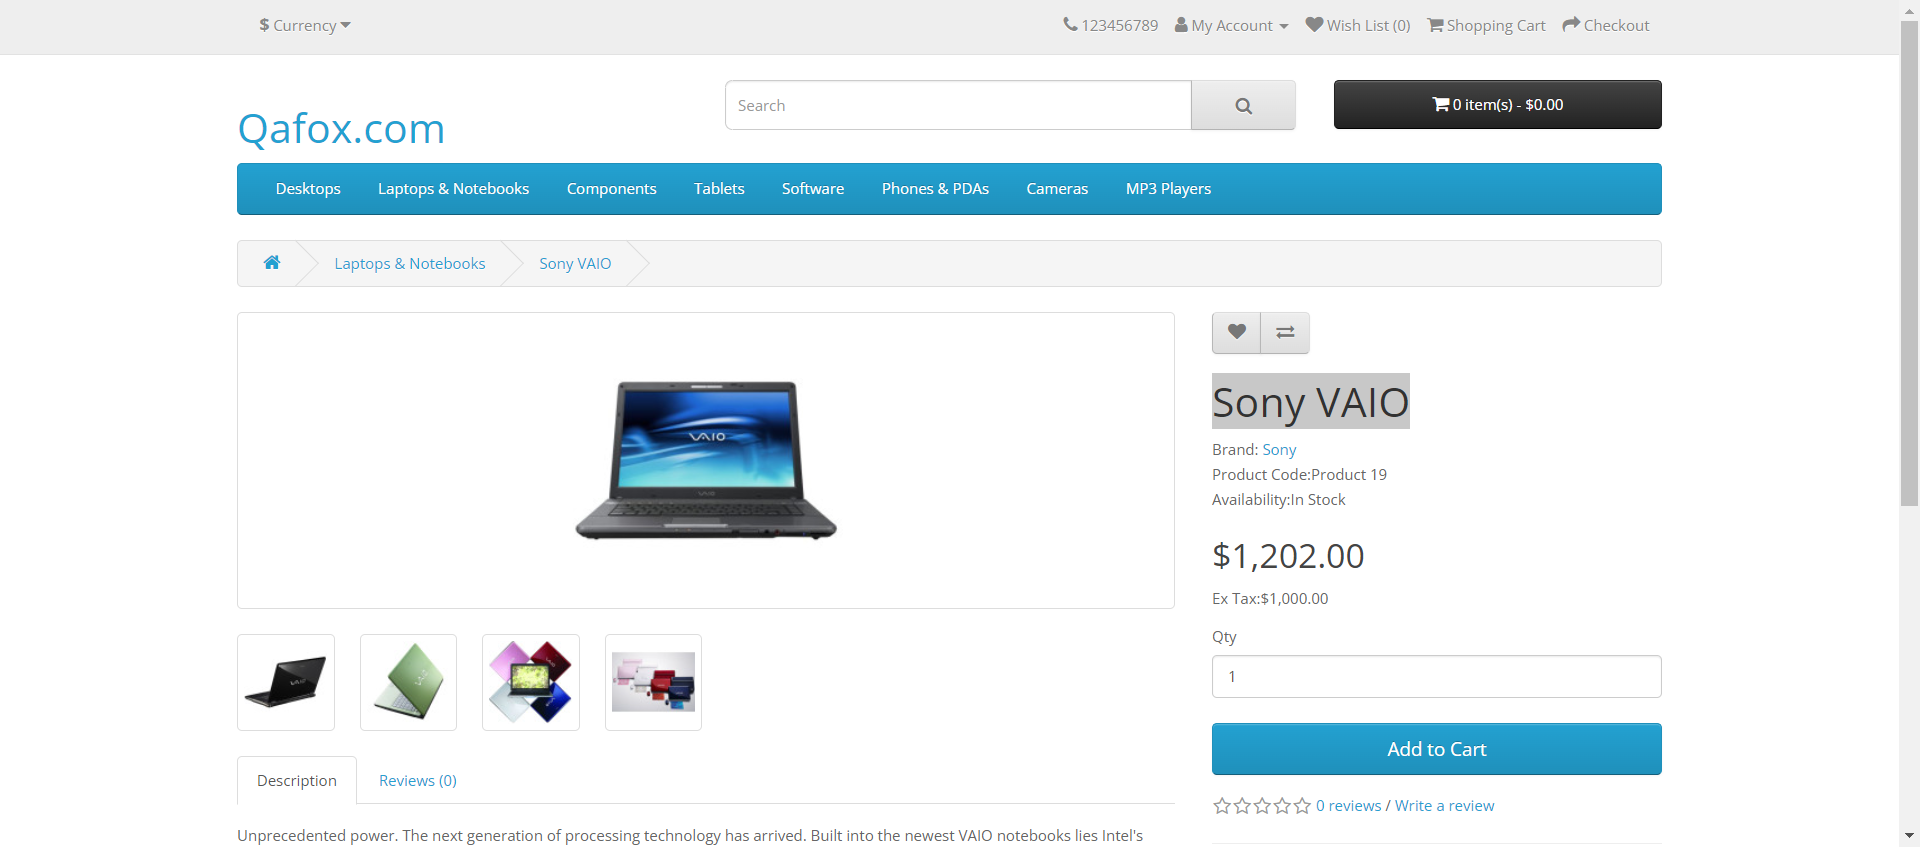 $ Currency
123456789
My Account
Wish List (0)
Shopping Cart
Checkout
Qafox.com
Search
0 item(s) - $0.00
Desktops
Laptops & Notebooks
Components
Tablets
Software
Phones & PDAs
Cameras
MP3 Players
Laptops & Notebooks
Sony VAIO
VAIO
VAIO
Sony VAIO
Brand: Sony
Product Code:Product 19
Availability:In Stock
$1,202.00
Ex Tax:$1,000.00
Qty
1
Add to Cart
0 reviews / Write a review
Description
Reviews (0)
Unprecedented power. The next generation of processing technology has arrived. Built into the newest VAIO notebooks lies Intel's